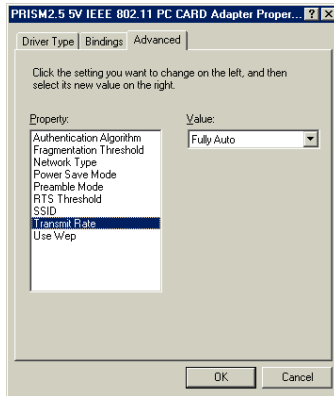 PRISM2.5 5V IEEE 802.11 PC CARD Adapter Proper...
Driver Type Bindings Advanced
Click the setting you want to change on the left, and then
select its new value on the right.
Property:
Value:
Authentication Algorithm
Fragmentation Threshold
Network Type
Power Save Mode
Preamble Mode
RTS Threshold
SSID
Transmit Rate
Use Wep
Fully Auto
OK Cancel